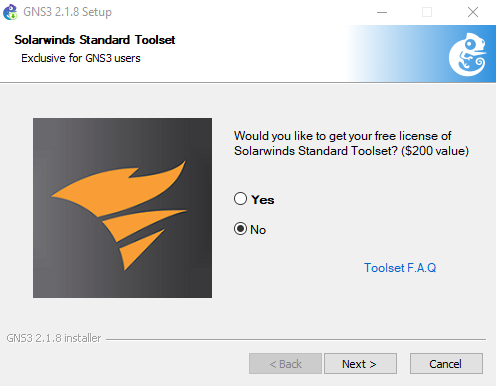 GNS3 2.1.8 Setup
Solarwinds Standard Toolset
Exclusive for GNS3 users
Would you like to get your free license of
Solarwinds Standard Toolset? ($200 value)
Yes
No
Toolset F.A.Q
GNS3 2.1.8 installer
< Back
Next >
Cancel